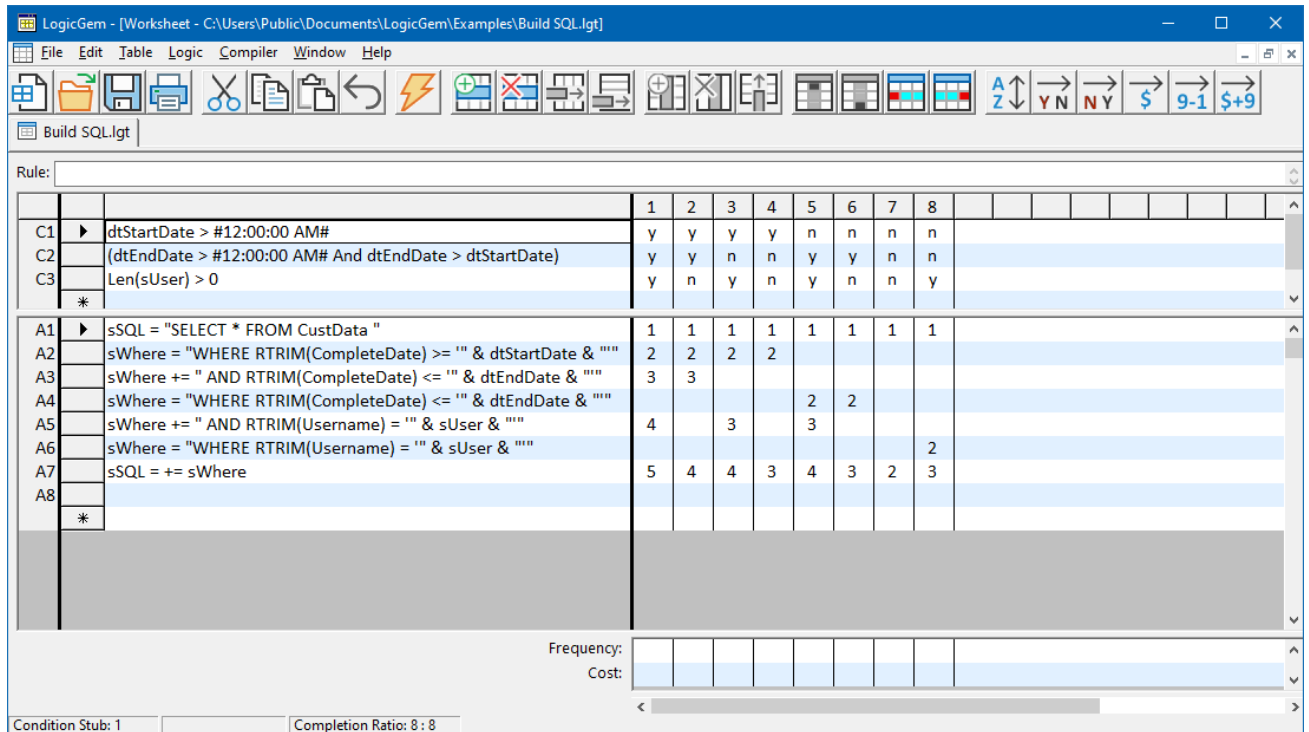 LogicGem - [Worksheet - C:\Users\Public\Documents\LogicGem\Examples\Build SQL.lgt]
File Edit Table Logic Compiler Window Help
A Z Y N N Y $ 9-1 $+9
Build SQL.lgt
Rule:
1 2 3 4 5 6 7 8
C1 dtStartDate > #12:00:00 AM# y y y y n n n n
C2 (dtEndDate > #12:00:00 AM# And dtEndDate > dtStartDate) y y n n y y n n
C3 Len(sUser) > 0 y n y n y n n y
*
A1 sSQL = "SELECT * FROM CustData " 1 1 1 1 1 1 1 1
A2 sWhere = "WHERE RTRIM(CompleteDate) >= '" & dtStartDate & "'" 2 2 2 2
A3 sWhere += " AND RTRIM(CompleteDate) <= '" & dtEndDate & "'" 3 3
A4 sWhere = "WHERE RTRIM(CompleteDate) <= '" & dtEndDate & "'" 2 2
A5 sWhere += " AND RTRIM(Username) = '" & sUser & "'" 4 3 3
A6 sWhere = "WHERE RTRIM(Username) = '" & sUser & "'" 2
A7 sSQL = += sWhere 5 4 4 3 4 3 2 3
A8
*
Frequency:
Cost:
Condition Stub: 1 Completion Ratio: 8 : 8